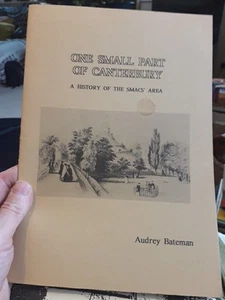 ONE SMALL PART
OF CANTERBURY
A HISTORY OF THE SMACS' AREA
Audrey Bateman